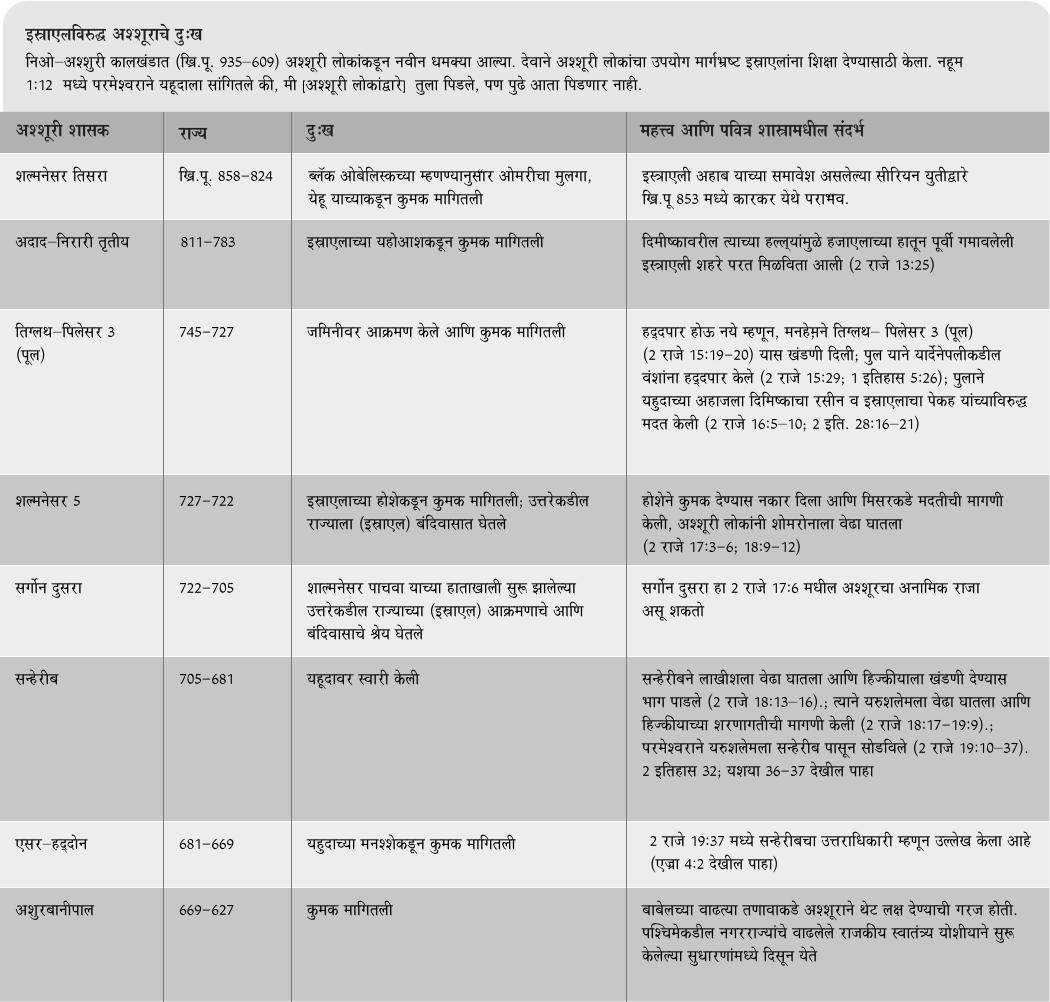 इस्राएलविरुद्ध अश्शूराचे दुःख
निओ–अश्शुरी कालखंडात (ख्रि.पू. 935–609) अश्शूरी लोकांकडून नवीन धमक्या आल्या. देवाने अश्शूरी लोकांचा उपयोग मार्गभ्रष्ट इस्राएलांना शिक्षा देण्यासाठी केला. नहूम
1:12 मध्ये परमेश्वराने यहूदाला सांगितले की, मी [अश्शूरी लोकांद्वारे] तुला पिडले, पण पुढे आता पिडणार नाही.
अश्शूरी शासक
राज्य
दुःख
महत्त्व आणि पवित्र शास्त्रामधील संदर्भ
शल्मनेसर तिसरा
ख्रि.पू. 858–824
ब्लॅक ओबेलिस्कच्या म्हणण्यानुसार ओमरीचा मुलगा,
येहू याच्याकडून कुमक मागितली
इस्राएली अहाब याच्या समावेश असलेल्या सीरियन युतीद्वारे
ख्रि.पू 853 मध्ये कारकर येथे पराभव.
अदाद–निरारी तृतीय
811–783
इस्राएलाच्या यहोआशकडून कुमक मागितली
दिमीष्कावरील त्याच्या हल्ल्यांमुळे हजाएलाच्या हातून पूर्वी गमावलेली
इस्त्राएली शहरे परत मिळविता आली (2 राजे 13:25)
तिग्लथ–पिलेसर 3
(पूल)
745–727
जमिनीवर आक्रमण केले आणि कुमक मागितली
हद्दपार होऊ नये म्हणून, मनहेमने तिग्लथ– पिलेसर 3 (पूल)
(2 राजे 15:19–20) यास खंडणी दिली; पुल याने यार्देनेपलीकडील
वंशांना हद्दपार केले (2 राजे 15:29; 1 इतिहास 5:26); पुलाने
यहुदाच्या अहाजला दिमिष्काचा रसीन व इस्राएलाचा पेकह यांच्याविरुद्ध
मदत केली (2 राजे 16:5–10; 2 इति. 28:16–21)
शल्मनेसर 5
727–722
इस्राएलाच्या होशेकडून कुमक मागितली; उत्तरेकडील
राज्याला (इस्राएल) बंदिवासात घेतले
होशेने कुमक देण्यास नकार दिला आणि मिसरकडे मदतीची मागणी
केली, अश्शूरी लोकांनी शोमरोनाला वेढा घातला
(2 राजे 17:3–6; 18:9–12)
सर्गोन दुसरा
722–705
शाल्मनेसर पाचवा याच्या हाताखाली सुरू झालेल्या
उत्तरेकडील राज्याच्या (इस्राएल) आक्रमणाचे आणि
बंदिवासाचे श्रेय घेतले
सर्गोन दुसरा हा 2 राजे 17:6 मधील अश्शूरचा अनामिक राजा
असू शकतो
सन्हेरीब
705–681
यहूदावर स्वारी केली
सन्हेरीबने लाखीशला वेढा घातला आणि हिज्कीयाला खंडणी देण्यास
भाग पाडले (2 राजे 18:13–16).; त्याने यरुशलेमला वेढा घातला आणि
हिज्कीयाच्या शरणागतीची मागणी केली (2 राजे 18:17–19:9).;
परमेश्वराने यरुशलेमला सन्हेरीब पासून सोडविले (2 राजे 19:10–37).
2 इतिहास 32; यशया 36–37 देखील पाहा
एसर–हद्दोन
681–669
यहुदाच्या मनश्शेकडून कुमक मागितली
2 राजे 19:37 मध्ये सन्हेरीबचा उत्तराधिकारी म्हणून उल्लेख केला आहे
(एज्रा 4:2 देखील पाहा)
अशुरबानीपाल
669–627
कुमक मागितली
बाबेलच्या वाढत्या तणावाकडे अश्शूराने थेट लक्ष देण्याची गरज होती.
पश्चिमेकडील नगरराज्यांचे वाढलेले राजकीय स्वातंत्र्य योशीयाने सुरू
केलेल्या सुधारणांमध्ये दिसून येते